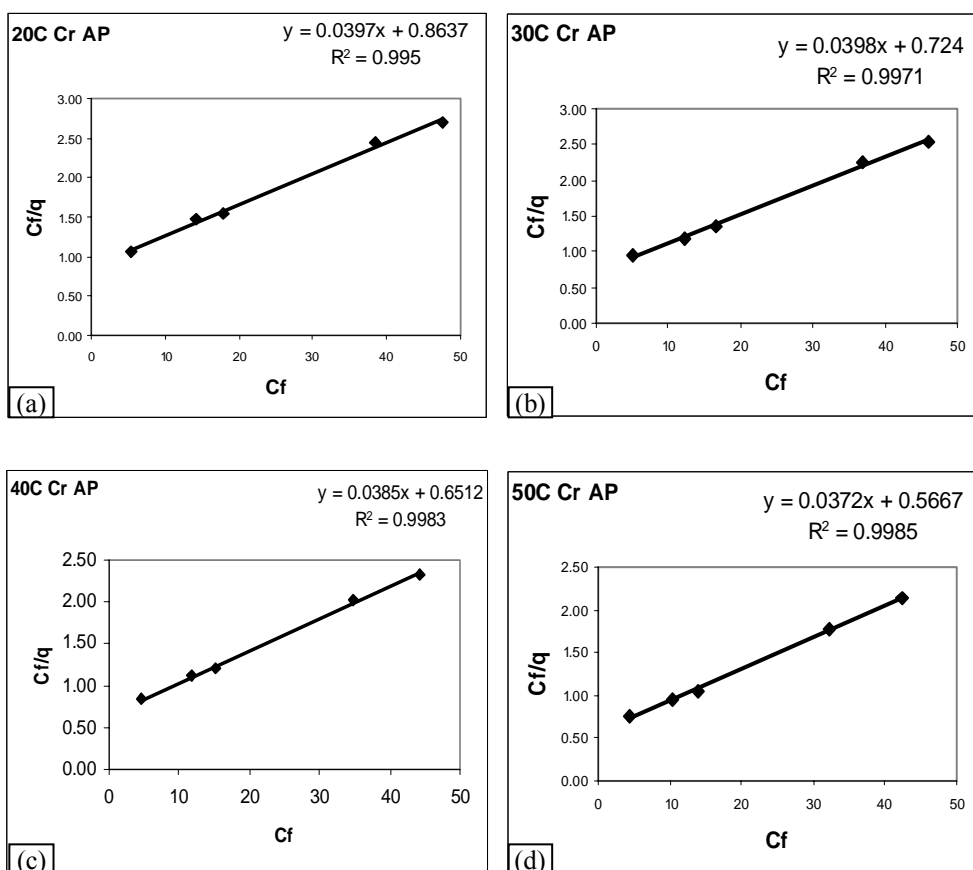 20C Cr AP
y = 0.0397x + 0.8637
R² = 0.995
3.00
2.50
2.00
1.50
1.00
0.50
0.00
Cf/q
0 10 20 30 40 50
Cf
(a)
30C Cr AP
y = 0.0398x + 0.724
R² = 0.9971
3.00
2.50
2.00
1.50
1.00
0.50
0.00
Cf/q
0 10 20 30 40 50
Cf
(b)
40C Cr AP
y = 0.0385x + 0.6512
R² = 0.9983
2.50
2.00
1.50
1.00
0.50
0.00
Cf/q
0 10 20 30 40 50
Cf
(c)
50C Cr AP
y = 0.0372x + 0.5667
R² = 0.9985
2.50
2.00
1.50
1.00
0.50
0.00
Cf/q
0 10 20 30 40 50
Cf
(d)